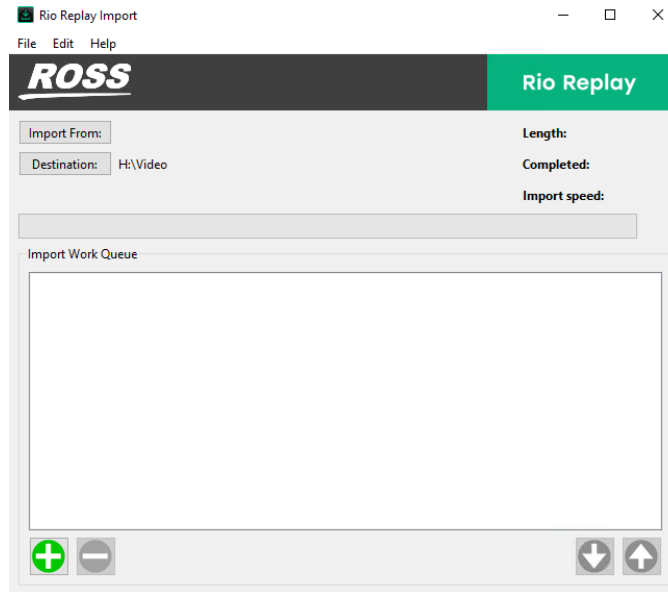 Rio Replay Import
File Edit Help
ROSS
Rio Replay
Import From:
Length:
Destination: H:\Video
Completed:
Import speed:
Import Work Queue